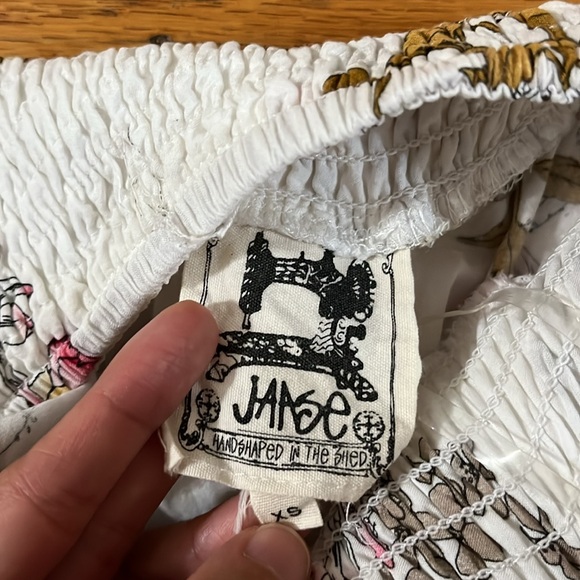 JAASE
HANDSHAPED IN THE SHED
XS